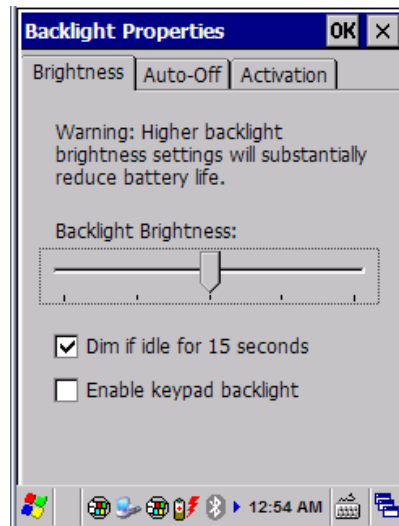 Backlight Properties OK ×
Brightness Auto-Off Activation
Warning: Higher backlight
brightness settings will substantially
reduce battery life.
Backlight Brightness:
Dim if idle for 15 seconds
Enable keypad backlight
12:54 AM